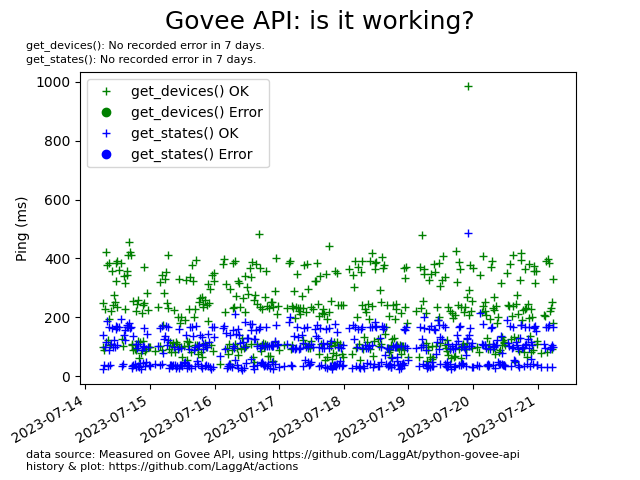 Govee API: is it working?
get_devices(): No recorded error in 7 days.
get_states(): No recorded error in 7 days.
get_devices() OK
get_devices() Error
get_states() OK
get_states() Error
Ping (ms)
1000
800
600
400
200
0
2023-07-14
2023-07-15
2023-07-16
2023-07-17
2023-07-18
2023-07-19
2023-07-20
2023-07-21
data source: Measured on Govee API, using https://github.com/LaggAt/python-govee-api
history & plot: https://github.com/LaggAt/actions